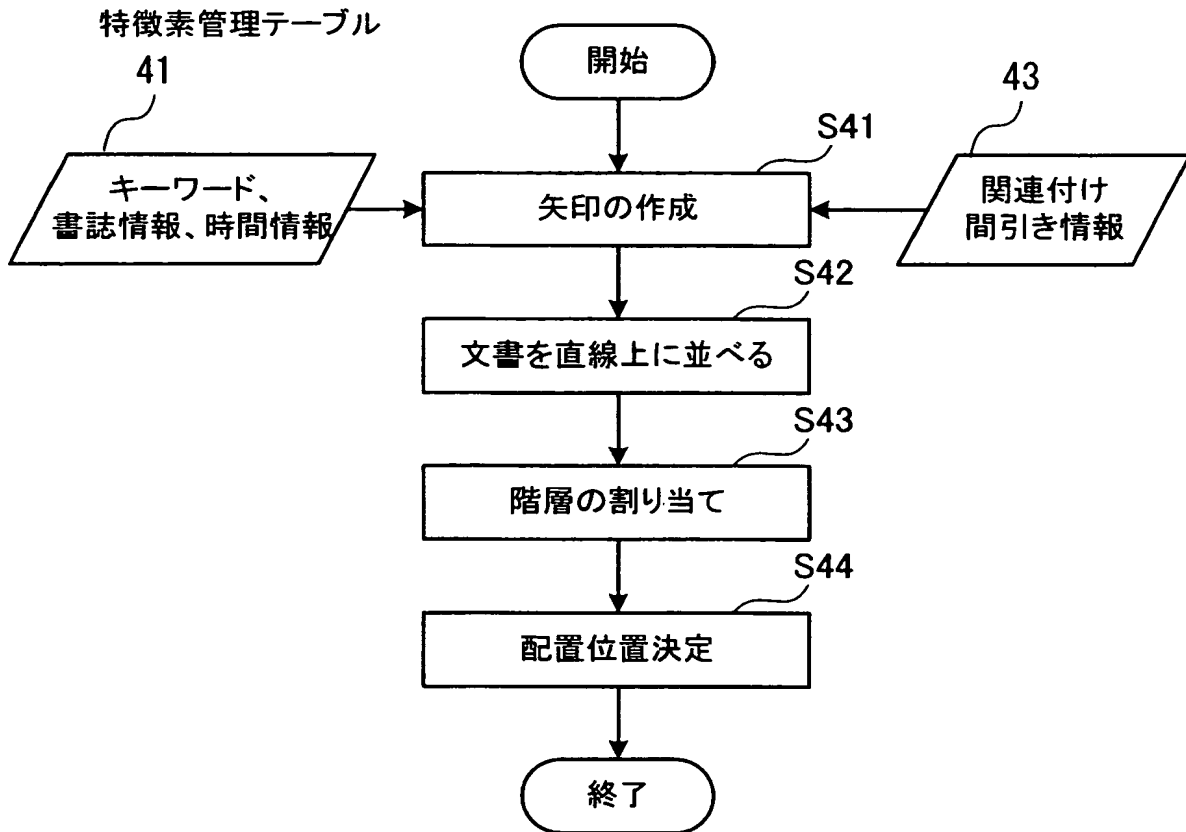 特徴素管理テーブル
41
開始
43
S41
キーワード、
書誌情報、時間情報
矢印の作成
関連付け
間引き情報
S42
文書を直線上に並べる
S43
階層の割り当て
S44
配置位置決定
終了